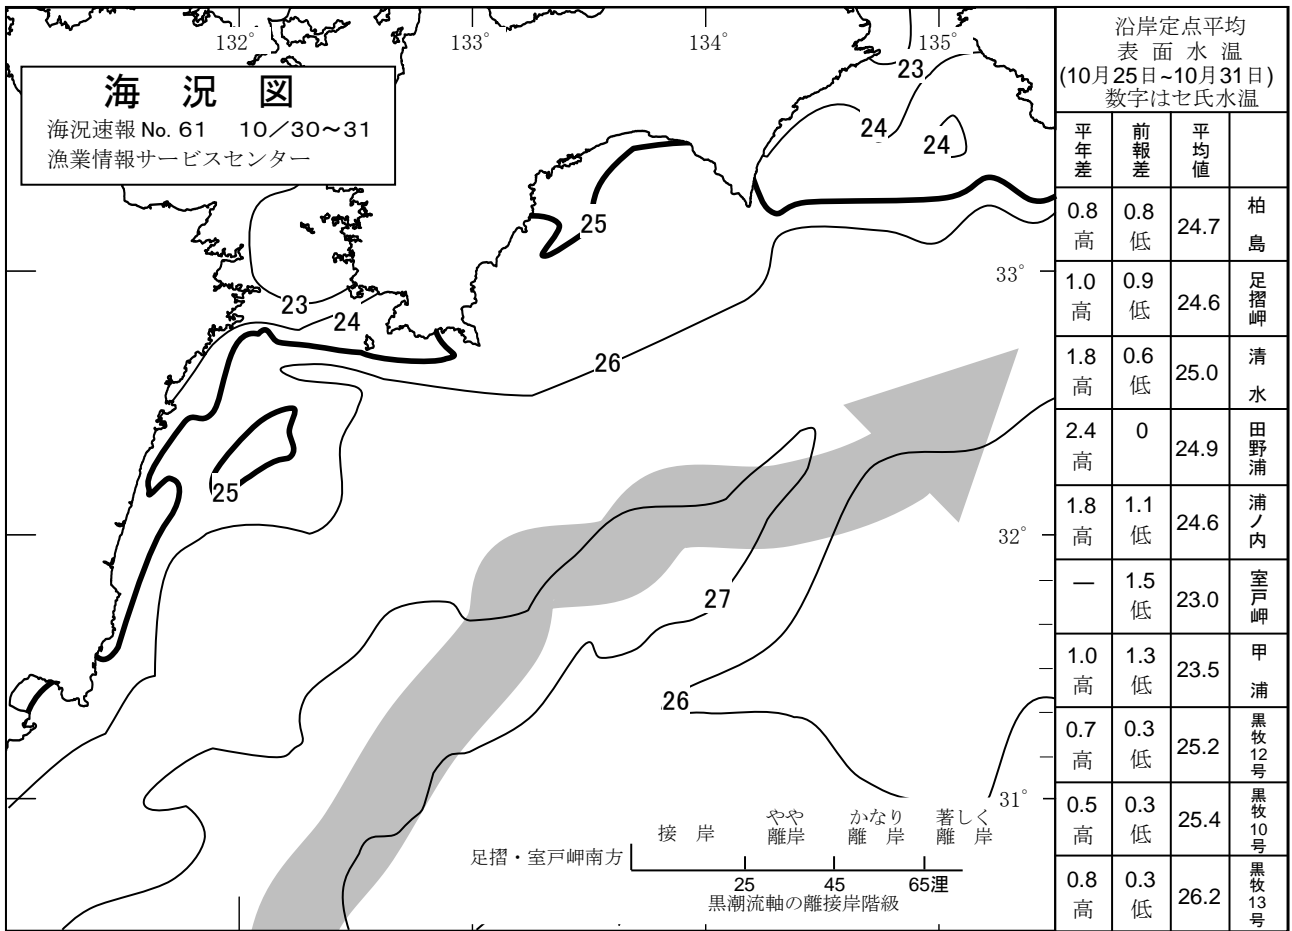 132°
133°
134°
135°
海 況 図
海況速報 No. 61 10／30～31
漁業情報サービスセンター
23
24
24
25
23
24
26
25
27
26
33°
32°
31°
接 岸
やや
離岸
かなり
離 岸
著しく
離 岸
足摺・室戸岬南方
25
45
65浬
黒潮流軸の離接岸階級
沿岸定点平均
表 面 水 温
(10月25日~10月31日)
数字はセ氏水温
平年差 前報差 平均値
0.8高 0.8低 24.7 柏島
1.0高 0.9低 24.6 足摺岬
1.8高 0.6低 25.0 清水
2.4高 0 24.9 田野浦
1.8高 1.1低 24.6 浦ノ内
— 1.5低 23.0 室戸岬
1.0高 1.3低 23.5 甲浦
0.7高 0.3低 25.2 黒牧12号
0.5高 0.3低 25.4 黒牧10号
0.8高 0.3低 26.2 黒牧13号